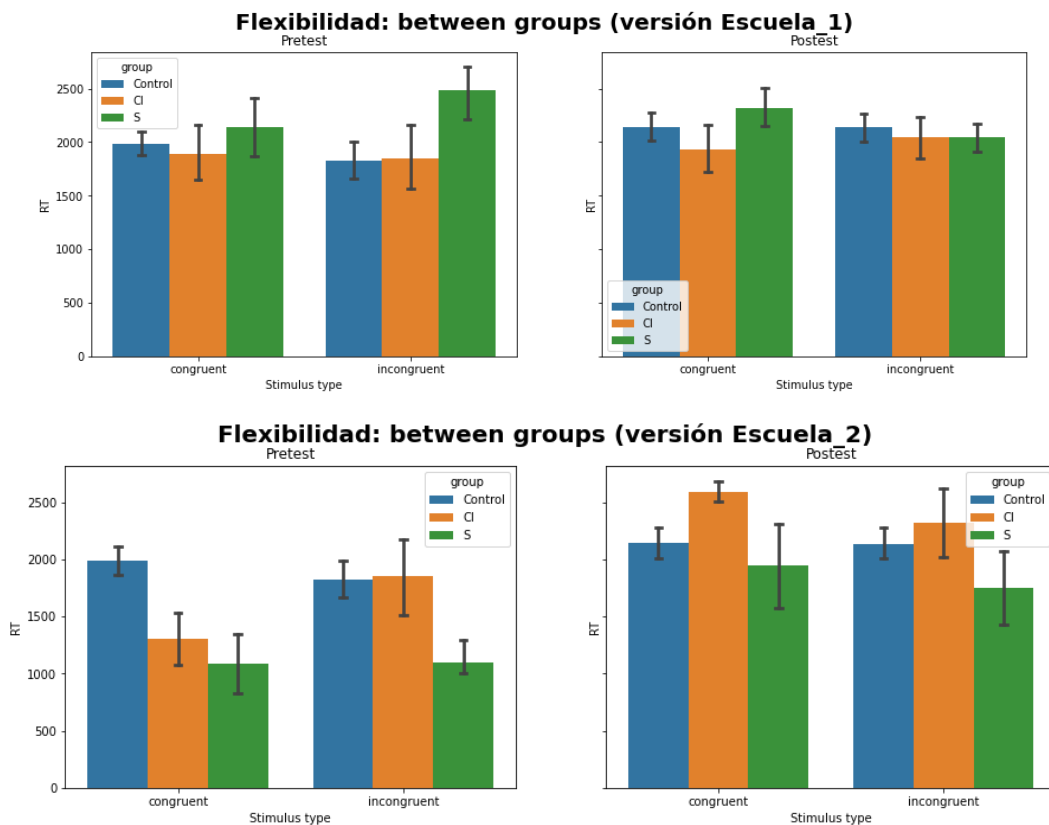 Flexibilidad: between groups (versión Escuela_1)
Pretest
Postest
2500
2000
1500
1000
500
0
RT
group
Control
CI
S
congruent
incongruent
Stimulus type
RT
group
Control
CI
S
congruent
incongruent
Stimulus type
Flexibilidad: between groups (versión Escuela_2)
Pretest
Postest
2500
2000
1500
1000
500
0
RT
group
Control
CI
S
congruent
incongruent
Stimulus type
RT
group
Control
CI
S
congruent
incongruent
Stimulus type